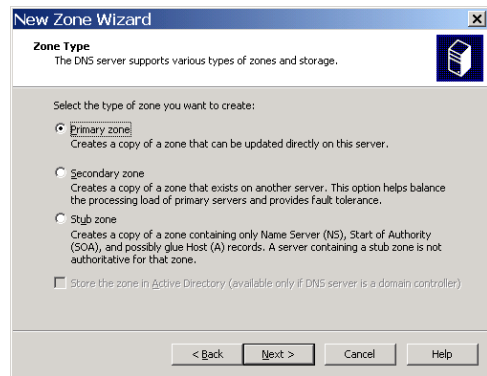 New Zone Wizard
Zone Type
The DNS server supports various types of zones and storage.
Select the type of zone you want to create:
Primary zone
Creates a copy of a zone that can be updated directly on this server.
Secondary zone
Creates a copy of a zone that exists on another server. This option helps balance
the processing load of primary servers and provides fault tolerance.
Stub zone
Creates a copy of a zone containing only Name Server (NS), Start of Authority
(SOA), and possibly glue Host (A) records. A server containing a stub zone is not
authoritative for that zone.
Store the zone in Active Directory (available only if DNS server is a domain controller)
< Back Next > Cancel Help